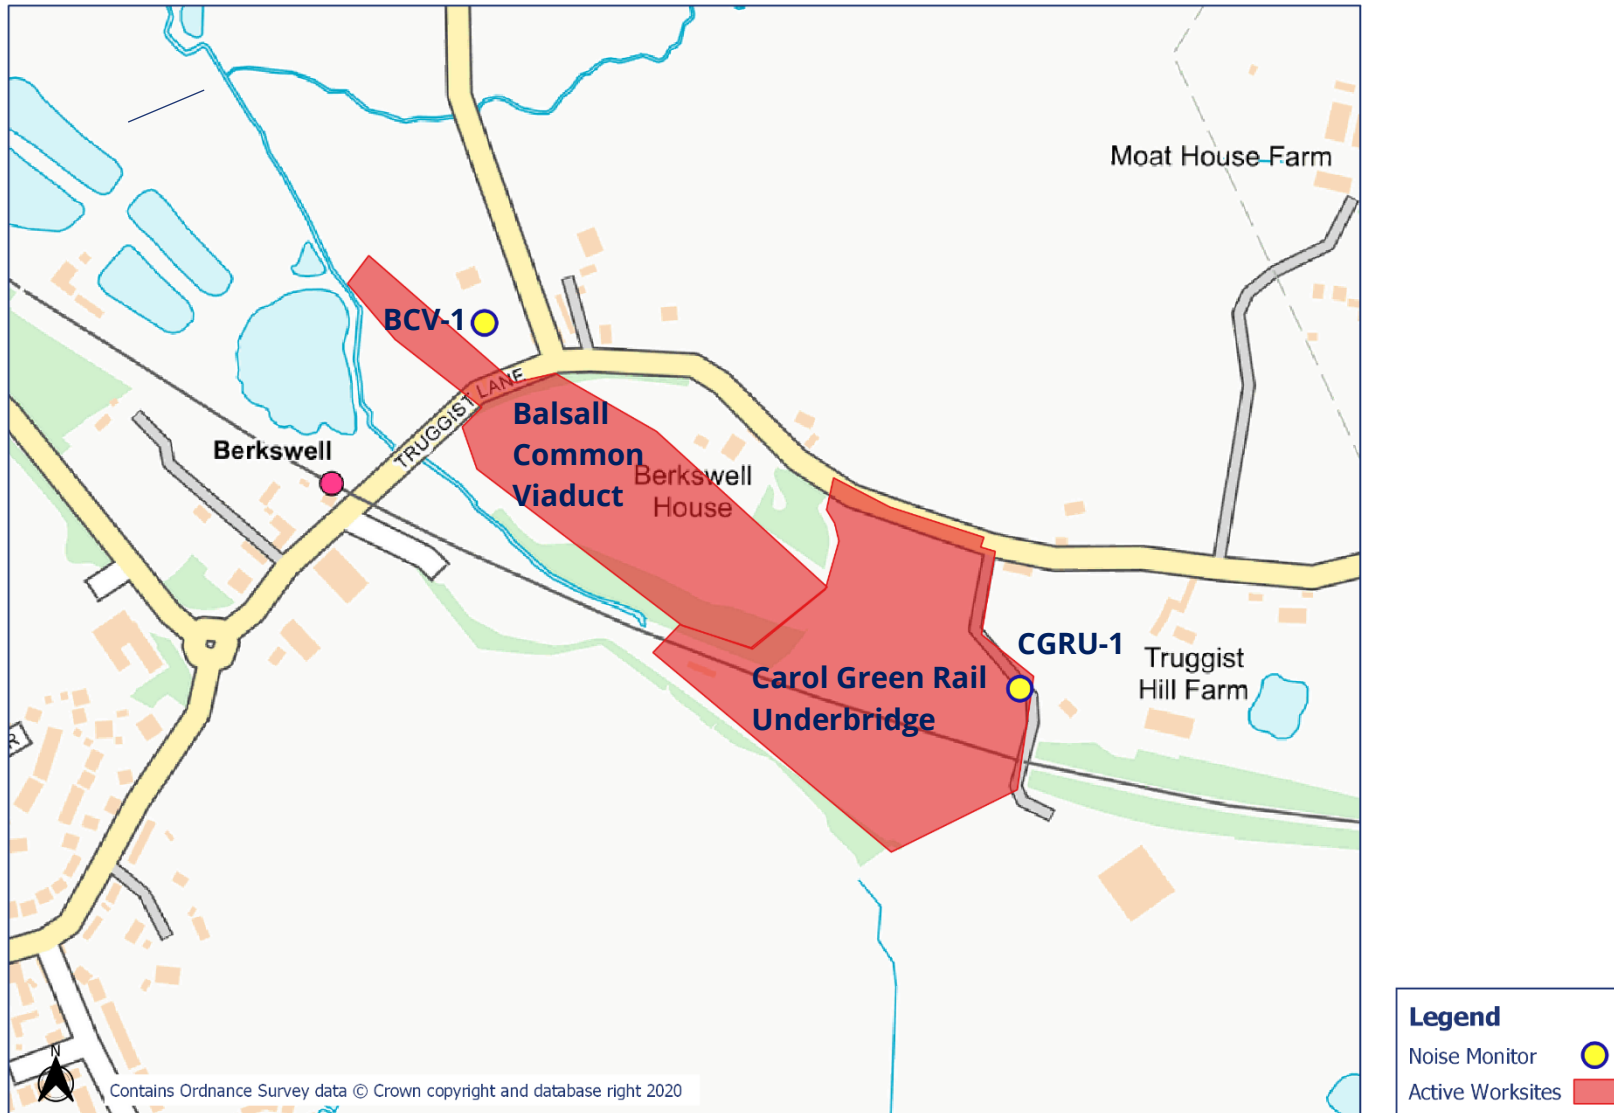 Moat House Farm
BCV-1
TRUGGIST LANE
Balsall
Common
Viaduct
Berkswell
Berkswell
House
CGRU-1
Truggist
Hill Farm
Carol Green Rail
Underbridge
R
N
Contains Ordnance Survey data © Crown copyright and database right 2020
Legend
Noise Monitor
Active Worksites